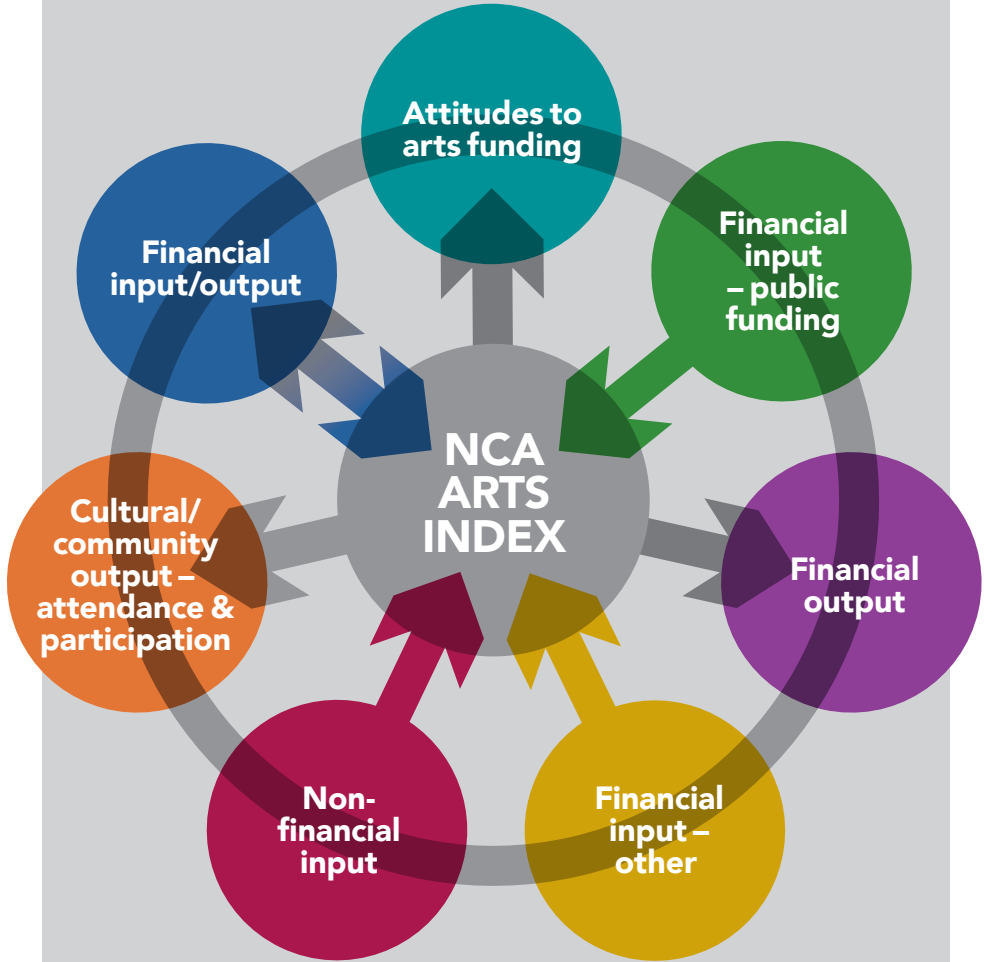 Attitudes to
arts funding
Financial
input
– public
funding
Financial
input/output
NCA
ARTS
INDEX
Cultural/
community
output –
attendance &
participation
Financial
output
Non-
financial
input
Financial
input –
other